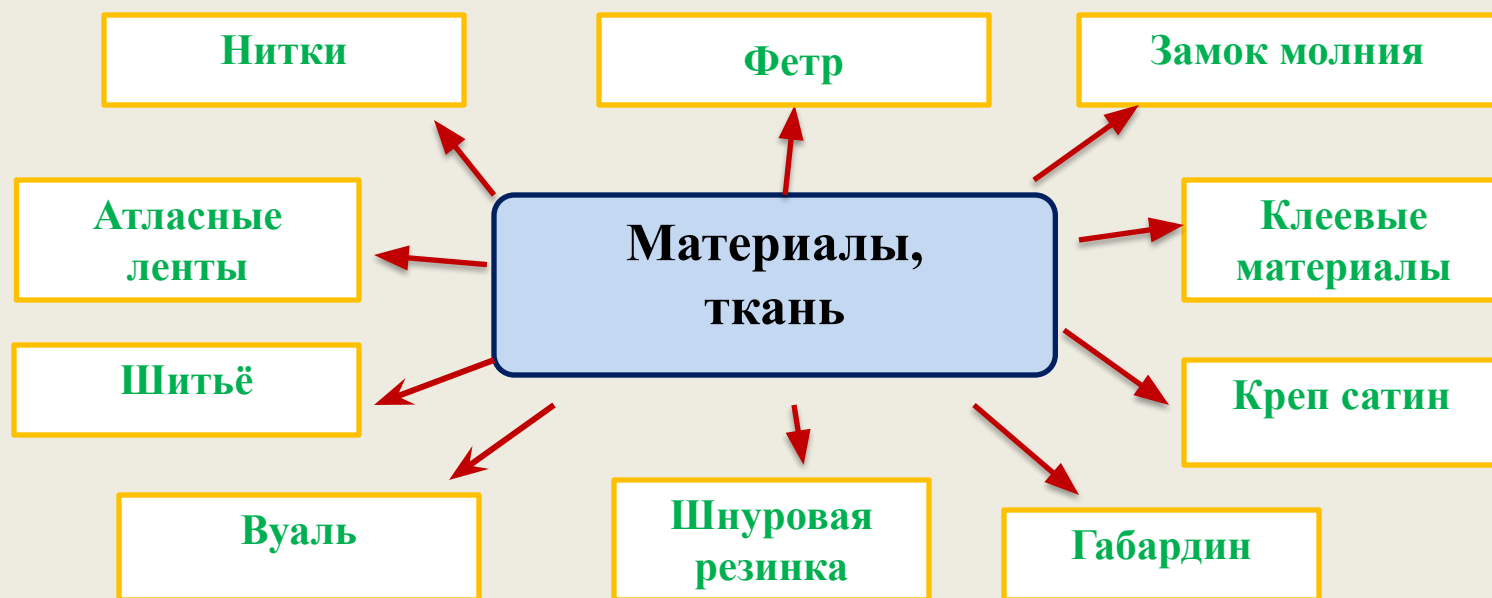 Нитки
Фетр
Замок молния
Атласные
ленты
Материалы,
ткань
Клеевые
материалы
Шитьё
Креп сатин
Вуаль
Шнуровая
резинка
Габардин